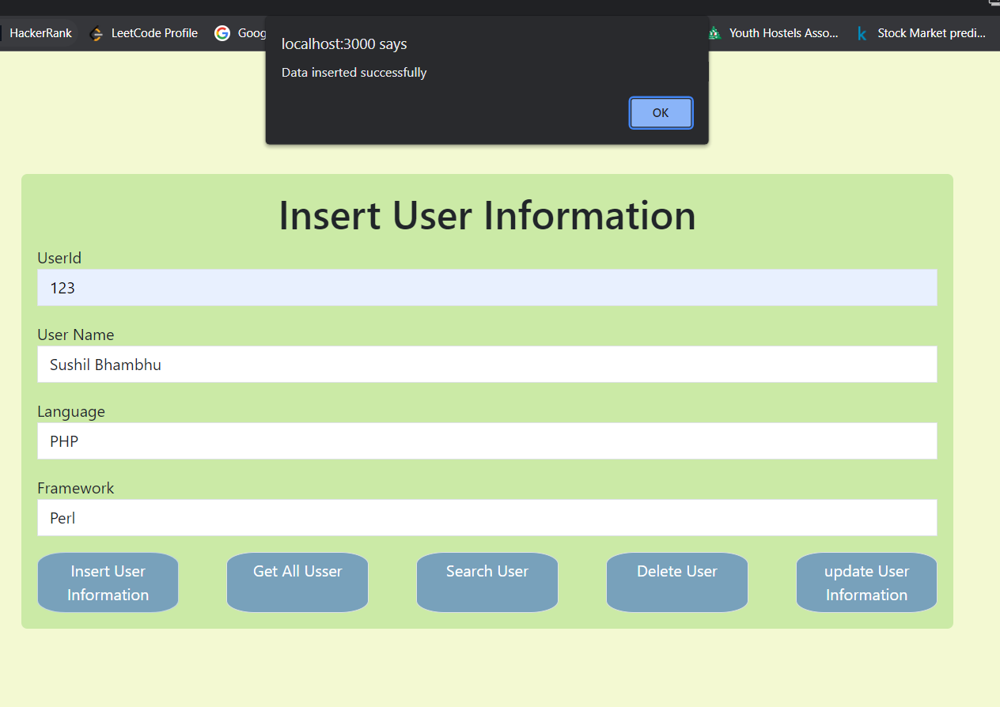 HackerRank LeetCode Profile Goog Youth Hostels Asso... Stock Market predi...
localhost:3000 says
Data inserted successfully
OK
Insert User Information
UserId
123
User Name
Sushil Bhambhu
Language
PHP
Framework
Perl
Insert User Information
Get All Usser
Search User
Delete User
update User Information